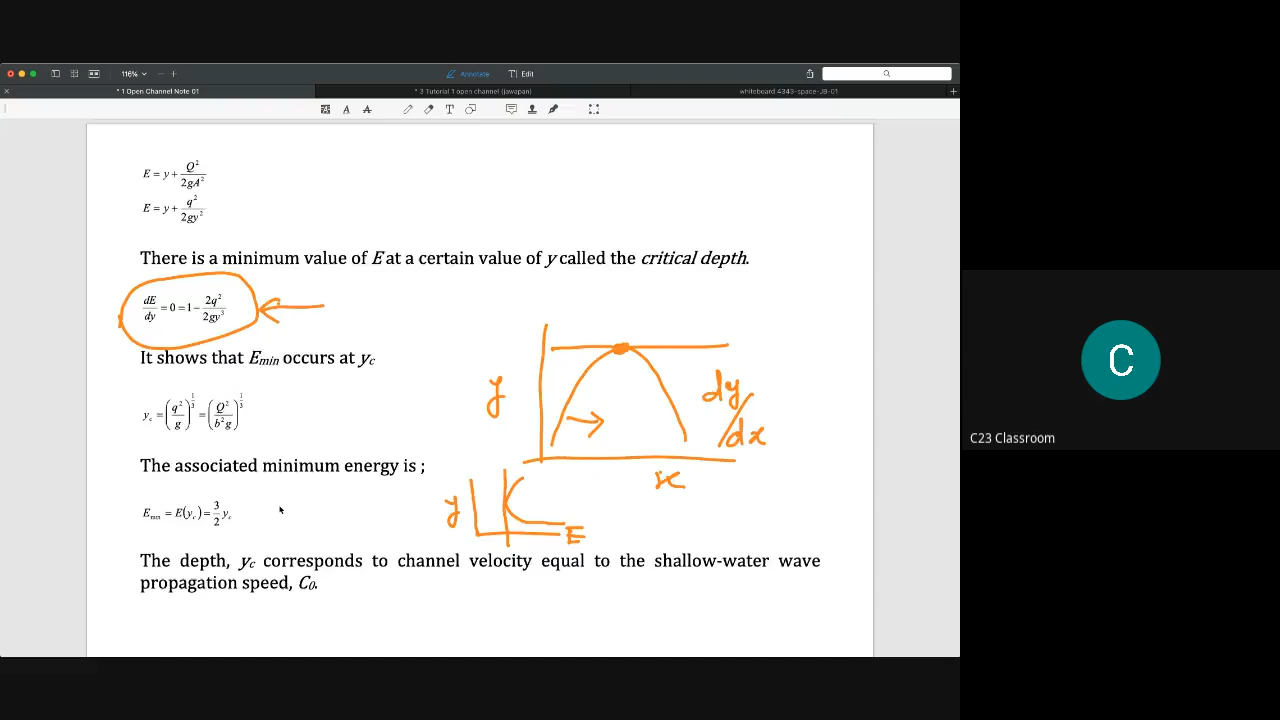 116%
Annotate
Edit
* 1 Open Channel Note 01
* 3 Tutorial 1 open channel (jawapan)
whiteboard 4343-space-JB-01
E = y + Q²/2gA²
E = y + q²/2gy²
There is a minimum value of E at a certain value of y called the critical depth.
dE/dy = 0 = 1 − 2q²/2gy³
It shows that Emin occurs at yc
yc = (q²/g)^1/3 = (Q²/b²g)^1/3
The associated minimum energy is ;
Emin = E(yc) = 3/2 yc
y
dy/dx
x
y
E
The depth, yc corresponds to channel velocity equal to the shallow-water wave
propagation speed, C0.
C
C23 Classroom